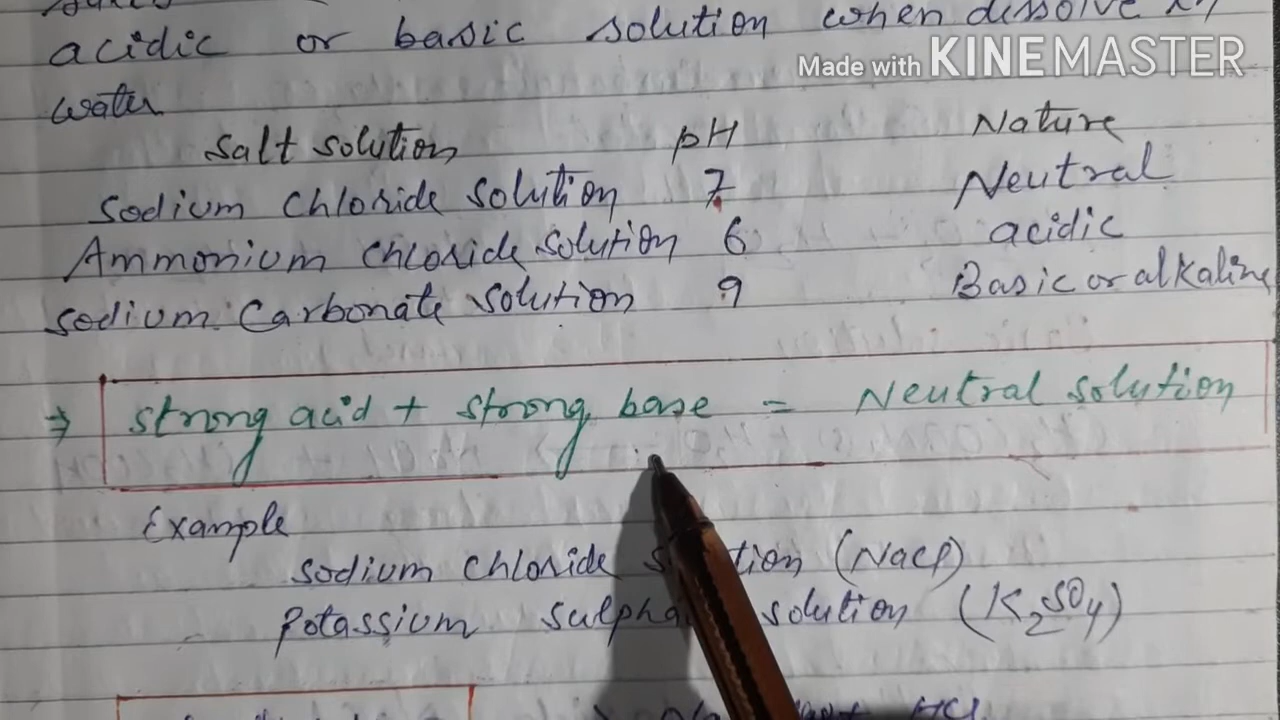 acidic or basic solution when dissolve in
Made with KINEMASTER
water
Salt solution pH Nature
Sodium Chloride solution 7 Neutral
Ammonium Chloride solution 6 acidic
Sodium Carbonate solution 9 Basic or alkaline
⇒ Strong acid + strong base = Neutral solution
Example
Sodium Chloride solution (NaCl)
Potassium sulpha solution (K₂SO₄)
HCl